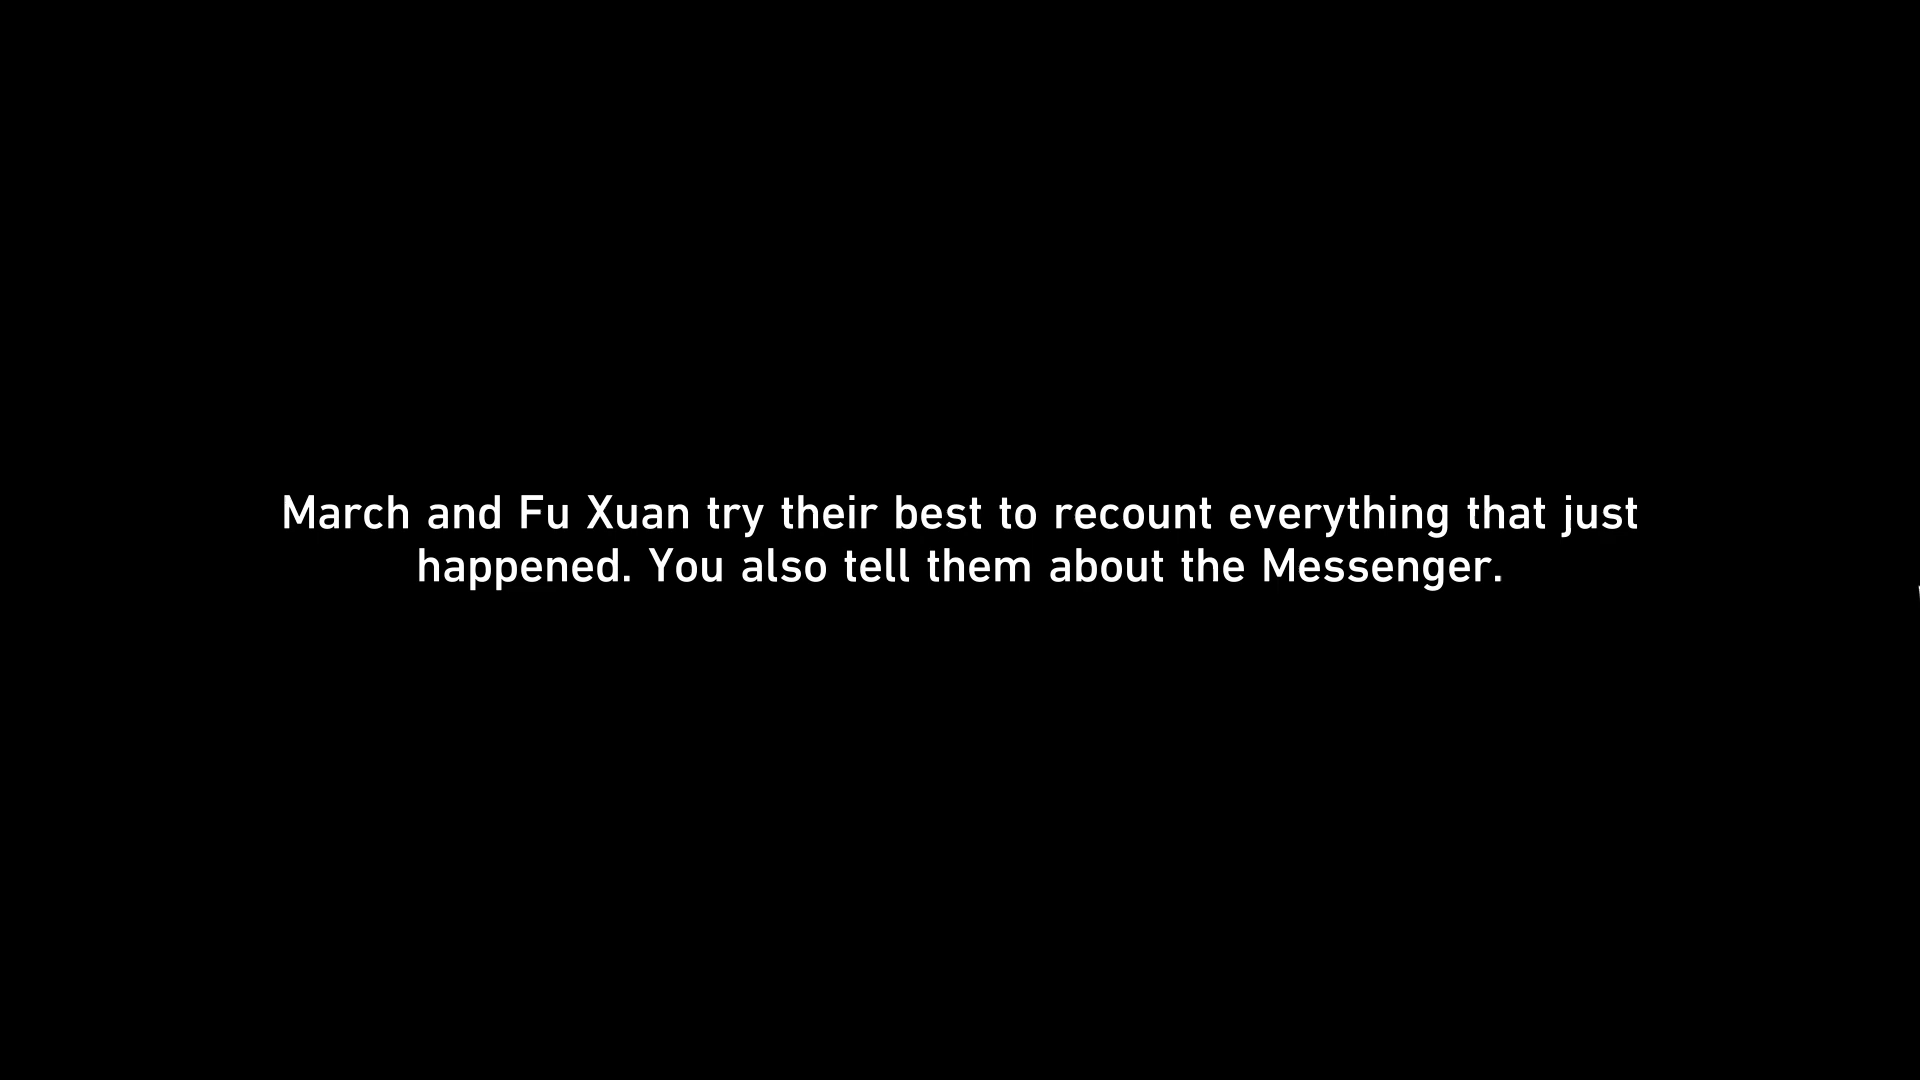 March and Fu Xuan try their best to recount everything that just
happened. You also tell them about the Messenger.